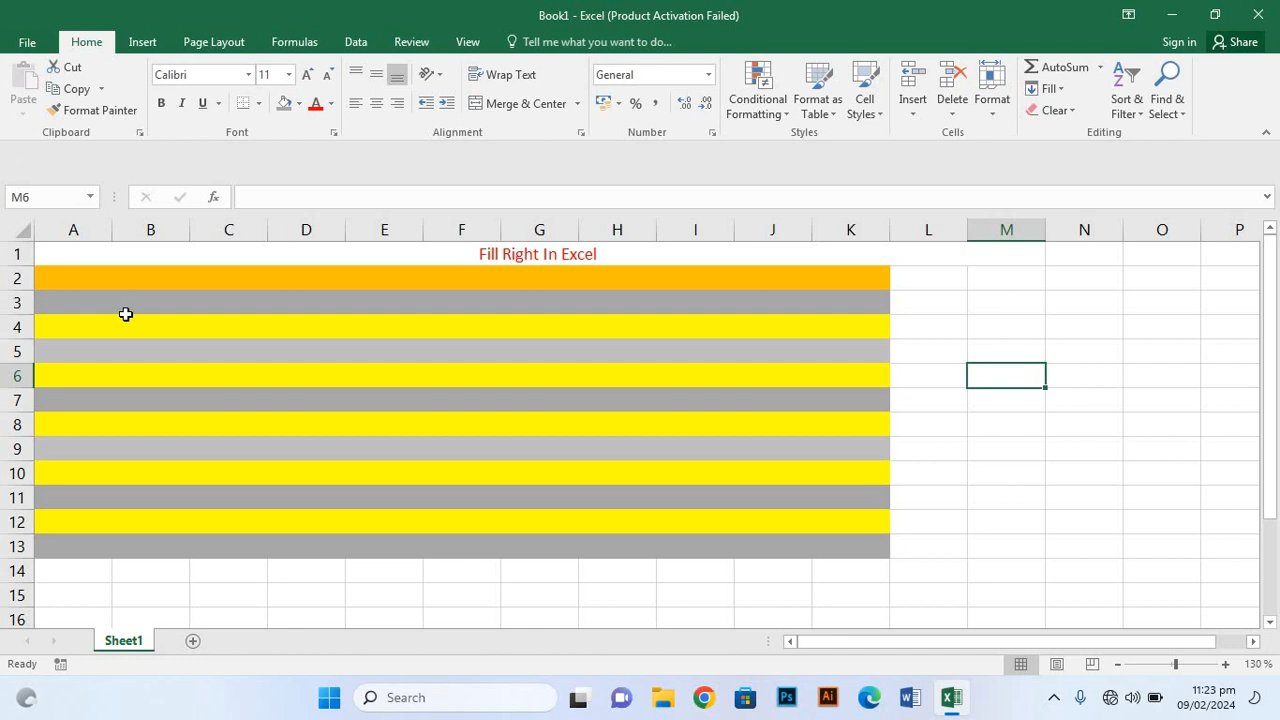 Book1 - Excel (Product Activation Failed)
File Home Insert Page Layout Formulas Data Review View Tell me what you want to do... Sign in Share
Paste Cut Copy Format Painter Clipboard
Calibri 11 B I U A Font
Wrap Text Merge & Center Alignment
General % Number
Conditional Formatting Format as Table Cell Styles Styles
Insert Delete Format Cells
AutoSum Fill Clear Sort & Filter Find & Select Editing
M6 fx
A B C D E F G H I J K L M N O P
1 Fill Right In Excel
2
3
4
5
6
7
8
9
10
11
12
13
14
15
16
Sheet1
Ready 130 %
Search 11:23 pm
09/02/2024